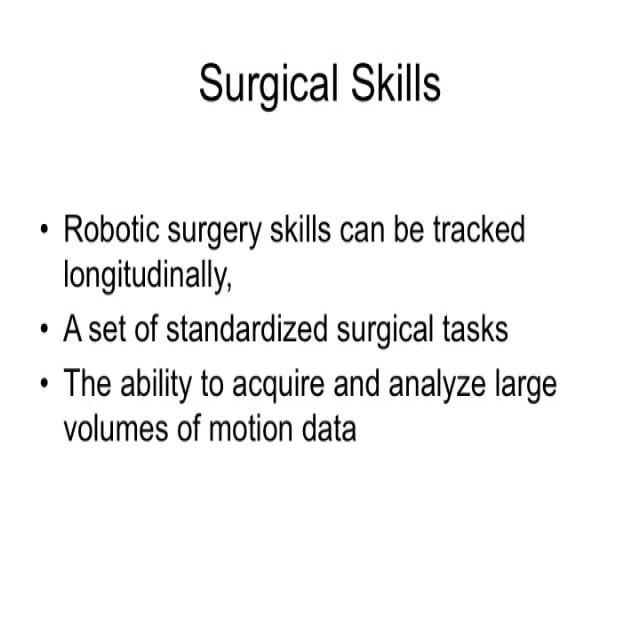 Surgical Skills
• Robotic surgery skills can be tracked
longitudinally,
• A set of standardized surgical tasks
• The ability to acquire and analyze large
volumes of motion data